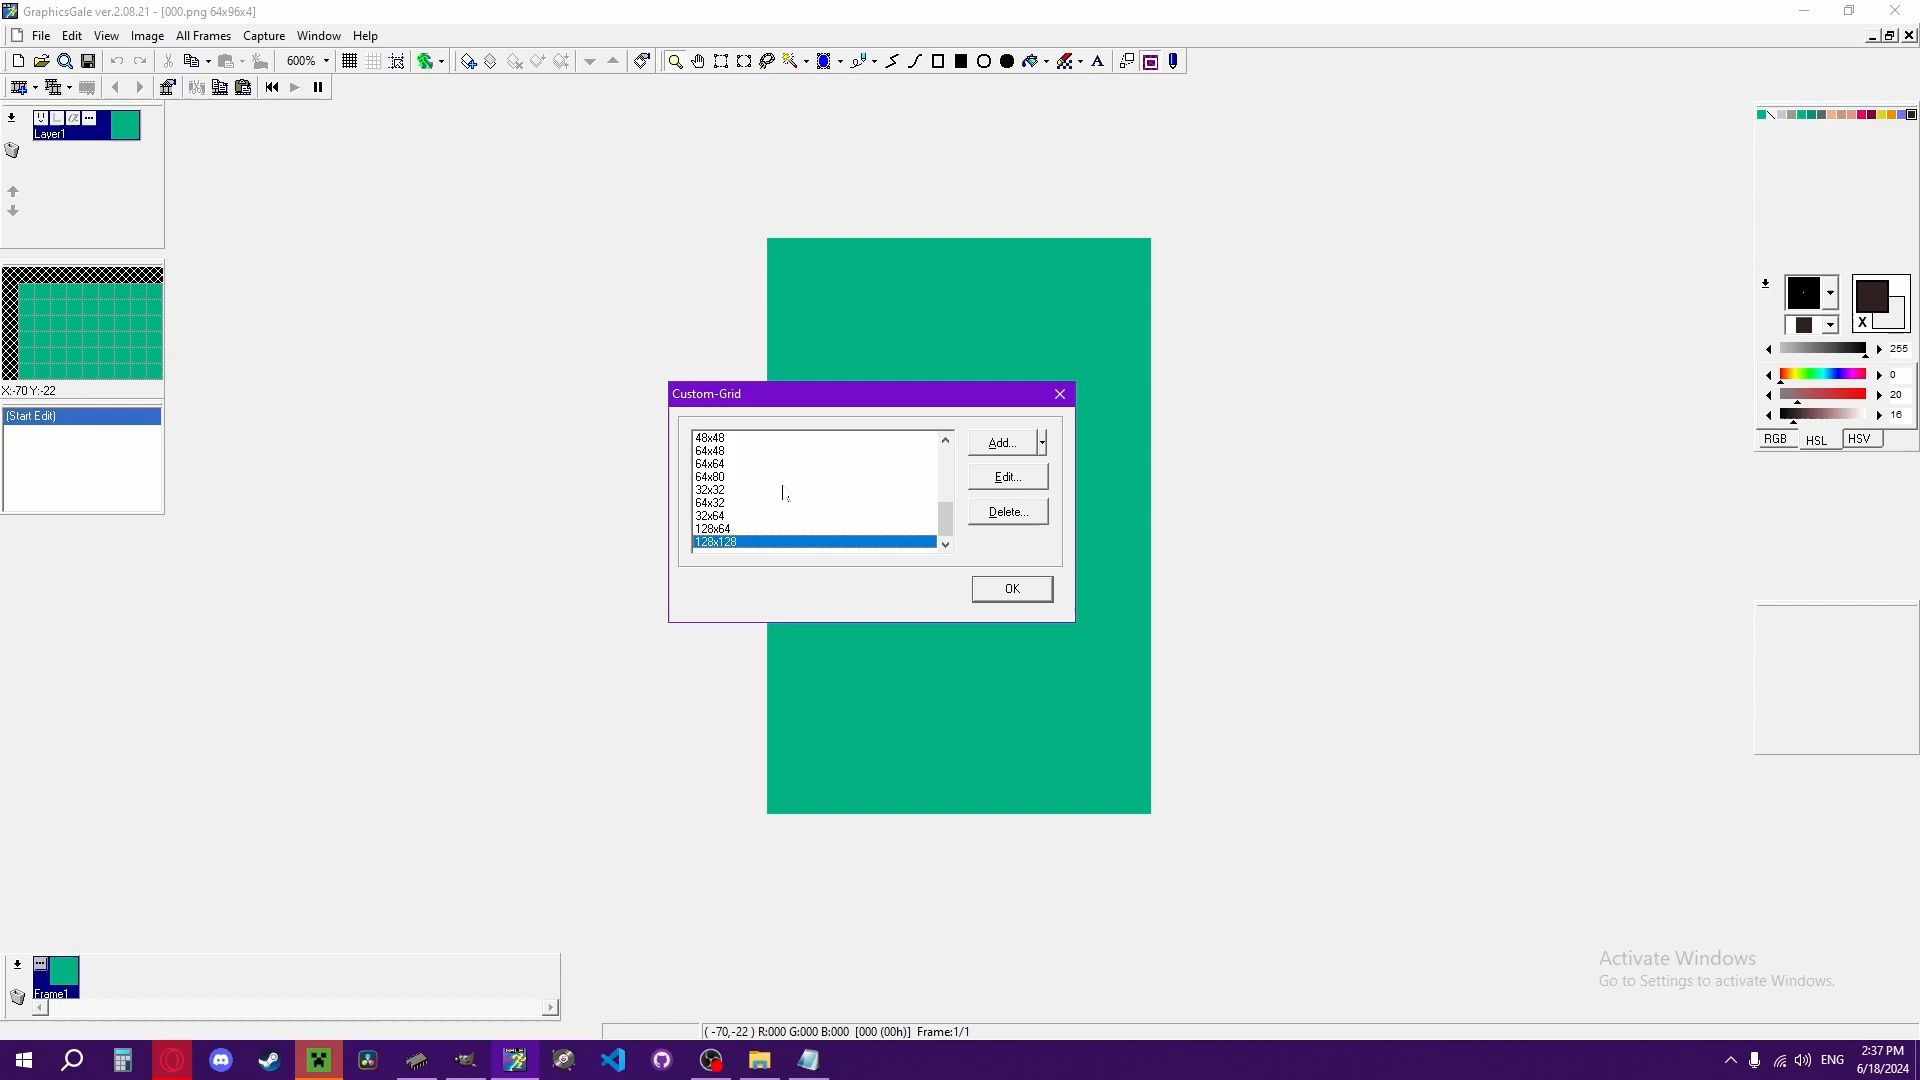 GraphicsGale ver.2.08.21 - [000.png 64x96x4]
File Edit View Image All Frames Capture Window Help
600%
Layer1
X:-70 Y:-22
(Start Edit)
Custom-Grid
48x48
64x48
64x64
64x80
32x32
64x32
32x64
128x64
128x128
Add...
Edit...
Delete...
OK
X
255
0
20
16
RGB HSL HSV
Frame1
Activate Windows
Go to Settings to activate Windows.
( -70,-22 ) R:000 G:000 B:000 [000 (00h)] Frame:1/1
ENG
2:37 PM
6/18/2024